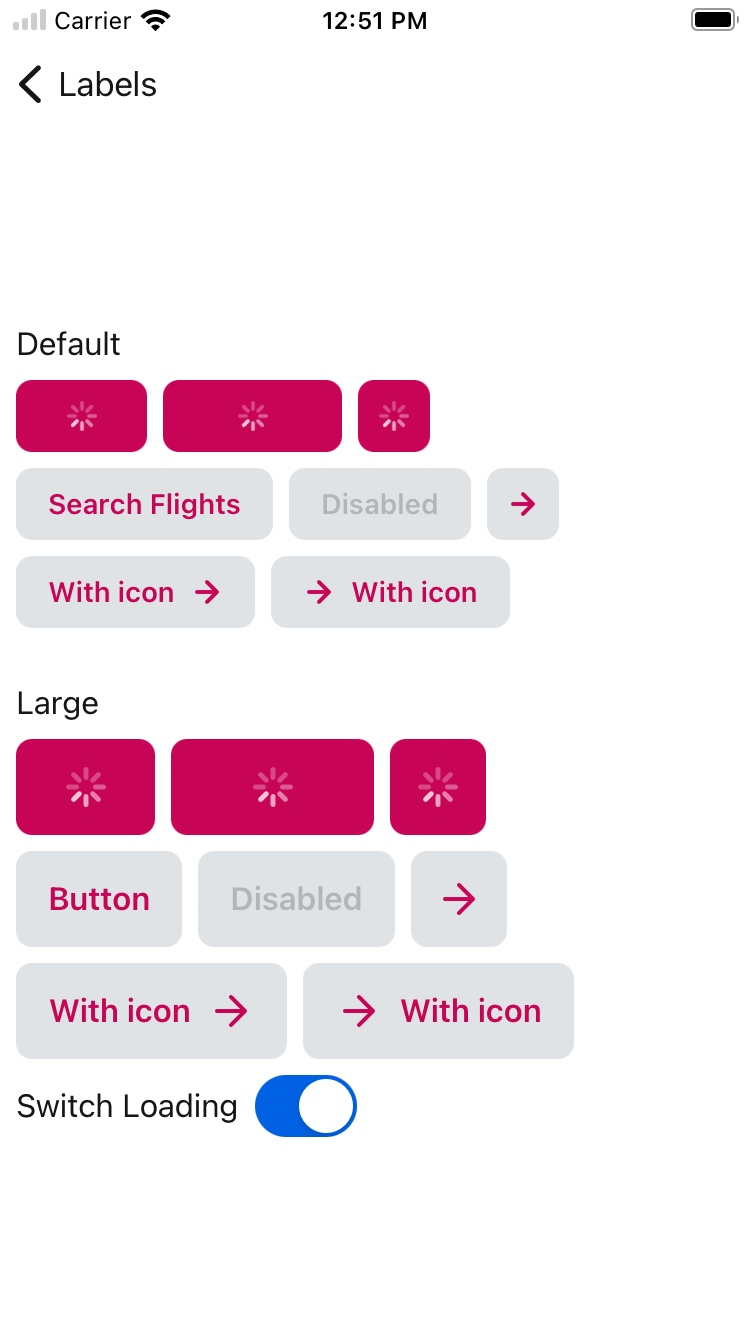 Carrier 12:51 PM
Labels
Default
Search Flights Disabled
With icon With icon
Large
Button Disabled
With icon With icon
Switch Loading